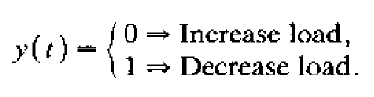 y(t) = { 0 ⇒ Increase load,
1 ⇒ Decrease load.